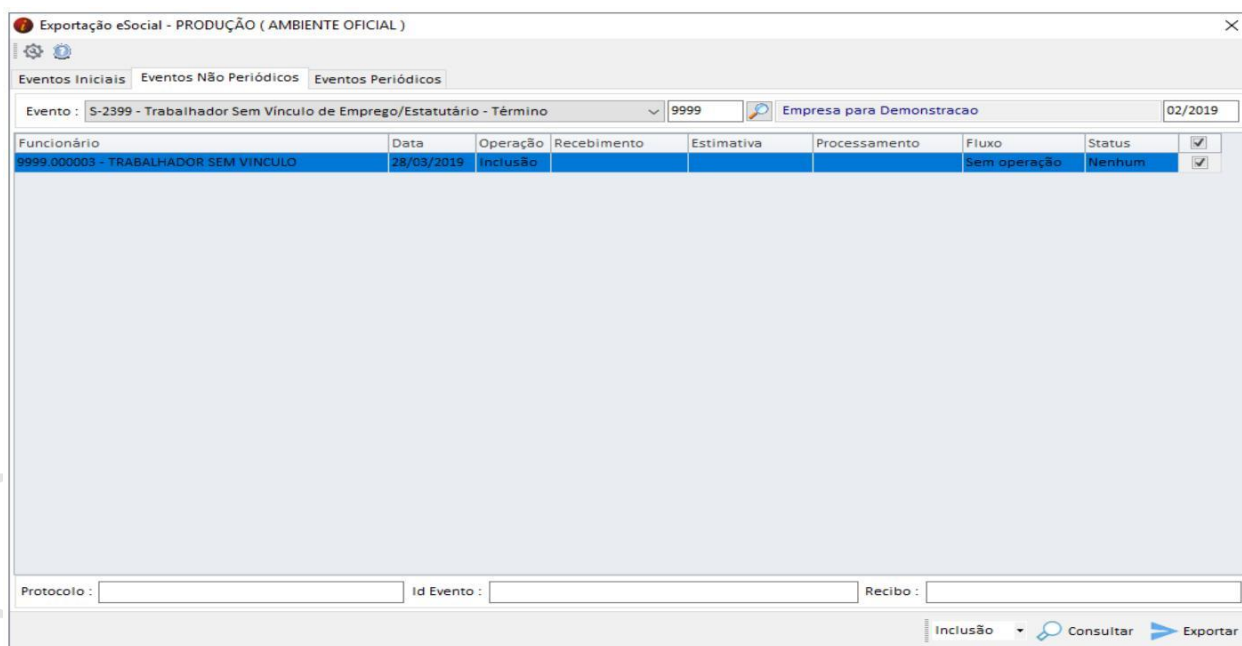 Exportação eSocial - PRODUÇÃO ( AMBIENTE OFICIAL )
Eventos Iniciais Eventos Não Periódicos Eventos Periódicos
Evento : S-2399 - Trabalhador Sem Vínculo de Emprego/Estatutário - Término 9999 Empresa para Demonstracao 02/2019
Funcionário Data Operação Recebimento Estimativa Processamento Fluxo Status
9999.000003 - TRABALHADOR SEM VINCULO 28/03/2019 Inclusão Sem operação Nenhum
Protocolo : Id Evento : Recibo :
Inclusão Consultar Exportar